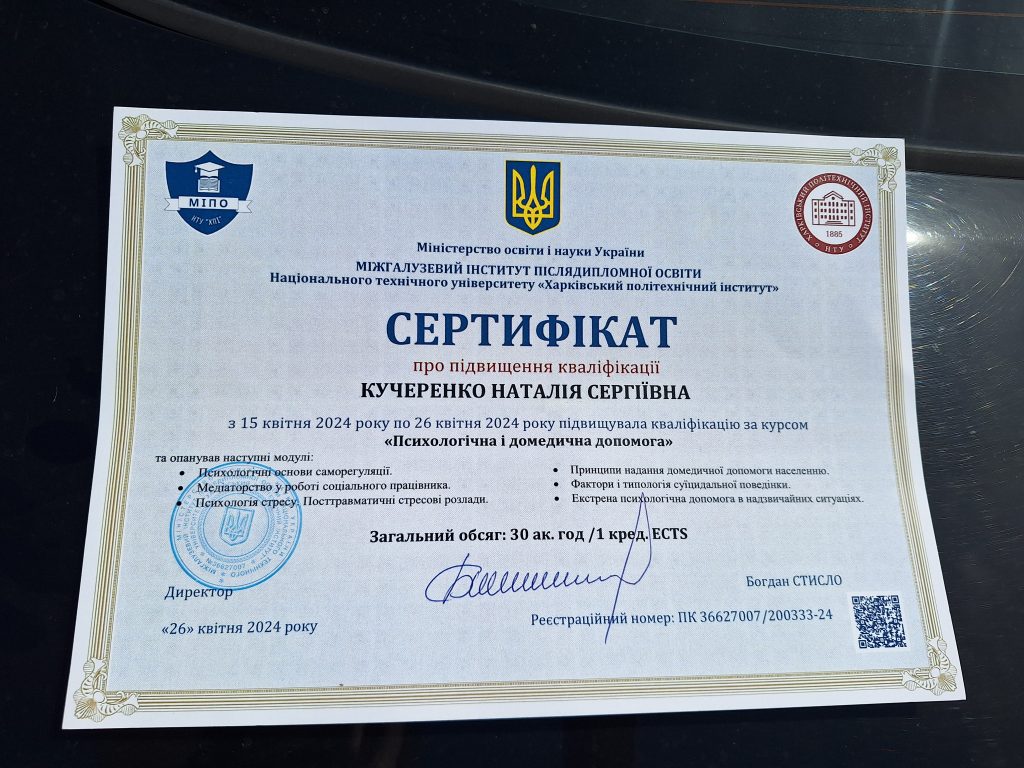 МІПО
НТУ "ХПІ"
ХАРКІВСЬКИЙ ПОЛІТЕХНІЧНИЙ ІНСТИТУТ
1885
НТУ
Міністерство освіти і науки України
МІЖГАЛУЗЕВИЙ ІНСТИТУТ ПІСЛЯДИПЛОМНОЇ ОСВІТИ
Національного технічного університету «Харківський політехнічний інститут»
СЕРТИФІКАТ
про підвищення кваліфікації
КУЧЕРЕНКО НАТАЛІЯ СЕРГІЇВНА
з 15 квітня 2024 року по 26 квітня 2024 року підвищувала кваліфікацію за курсом
«Психологічна і домедична допомога»
та опанував наступні модулі:
• Психологічні основи саморегуляції.
• Медіаторство у роботі соціального працівника.
• Психологія стресу. Посттравматичні стресові розлади.
• Принципи надання домедичної допомоги населенню.
• Фактори і типологія суїцидальної поведінки.
• Екстрена психологічна допомога в надзвичайних ситуаціях.
Загальний обсяг: 30 ак. год /1 кред. ECTS
№36627007
Директор
Богдан СТИСЛО
«26» квітня 2024 року
Реєстраційний номер: ПК 36627007/200333-24